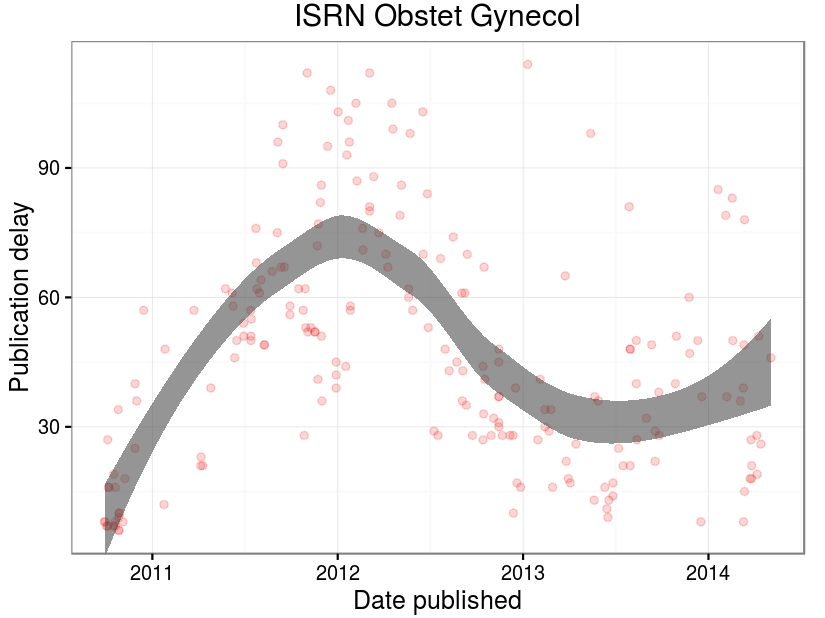 ISRN Obstet Gynecol
Publication delay
90
60
30
2011 2012 2013 2014
Date published